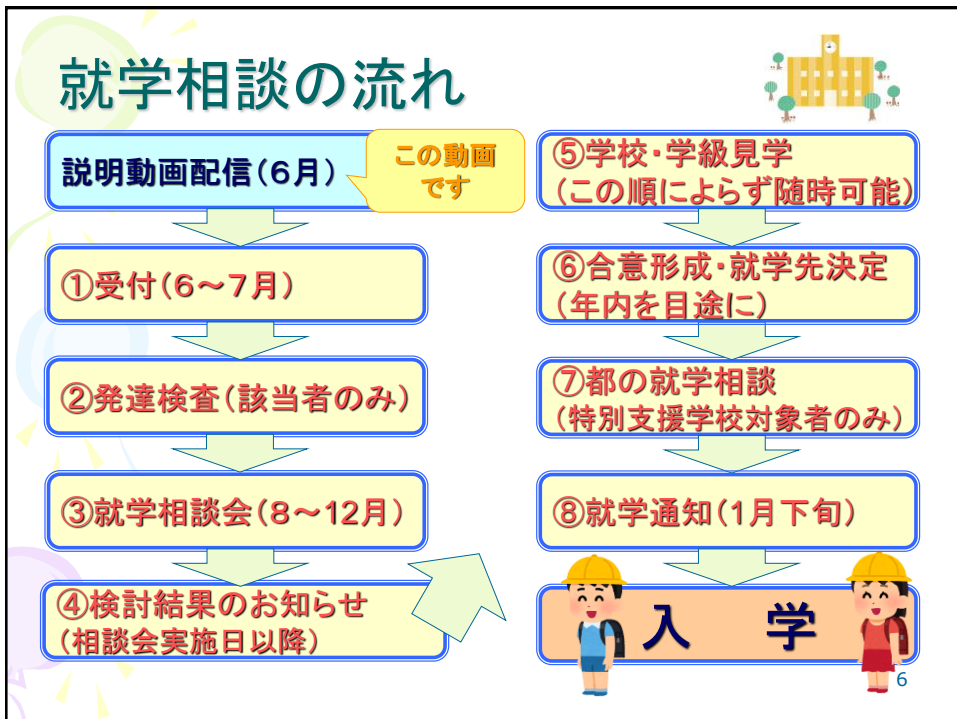 就学相談の流れ
説明動画配信(6月)
この動画
です
①受付(6～7月)
②発達検査(該当者のみ)
③就学相談会(8～12月)
④検討結果のお知らせ
(相談会実施日以降)
⑤学校・学級見学
(この順によらず随時可能)
⑥合意形成・就学先決定
(年内を目途に)
⑦都の就学相談
(特別支援学校対象者のみ)
⑧就学通知(1月下旬)
入　学
6